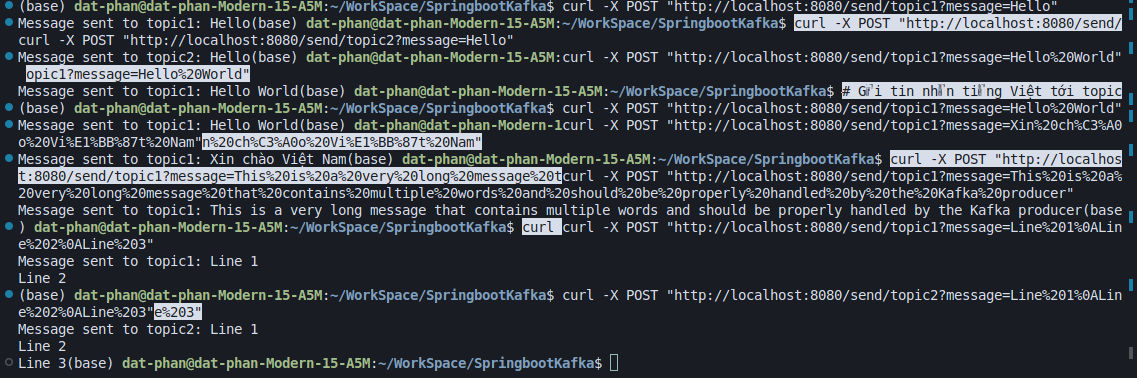 (base) dat-phan@dat-phan-Modern-15-A5M:~/WorkSpace/SpringbootKafka$ curl -X POST "http://localhost:8080/send/topic1?message=Hello"
Message sent to topic1: Hello(base) dat-phan@dat-phan-Modern-15-A5M:~/WorkSpace/SpringbootKafka$ curl -X POST "http://localhost:8080/send/
curl -X POST "http://localhost:8080/send/topic2?message=Hello"
Message sent to topic2: Hello(base) dat-phan@dat-phan-Modern-15-A5M:curl -X POST "http://localhost:8080/send/topic1?message=Hello%20World"
opic1?message=Hello%20World"
Message sent to topic1: Hello World(base) dat-phan@dat-phan-Modern-15-A5M:~/WorkSpace/SpringbootKafka$ # Gửi tin nhắn tiếng Việt tới topic
(base) dat-phan@dat-phan-Modern-15-A5M:~/WorkSpace/SpringbootKafka$ curl -X POST "http://localhost:8080/send/topic1?message=Hello%20World"
Message sent to topic1: Hello World(base) dat-phan@dat-phan-Modern-1curl -X POST "http://localhost:8080/send/topic1?message=Xin%20ch%C3%A0
o%20Vi%E1%BB%87t%20Nam"n%20ch%C3%A0o%20Vi%E1%BB%87t%20Nam"
Message sent to topic1: Xin chào Việt Nam(base) dat-phan@dat-phan-Modern-15-A5M:~/WorkSpace/SpringbootKafka$ curl -X POST "http://localhos
t:8080/send/topic1?message=This%20is%20a%20very%20long%20message%20tcurl -X POST "http://localhost:8080/send/topic1?message=This%20is%20a%
20very%20long%20message%20that%20contains%20multiple%20words%20and%20should%20be%20properly%20handled%20by%20the%20Kafka%20producer"
Message sent to topic1: This is a very long message that contains multiple words and should be properly handled by the Kafka producer(base
) dat-phan@dat-phan-Modern-15-A5M:~/WorkSpace/SpringbootKafka$ curl curl -X POST "http://localhost:8080/send/topic1?message=Line%201%0ALin
e%202%0ALine%203"
Message sent to topic1: Line 1
Line 2
(base) dat-phan@dat-phan-Modern-15-A5M:~/WorkSpace/SpringbootKafka$ curl -X POST "http://localhost:8080/send/topic2?message=Line%201%0ALin
e%202%0ALine%203"e%203"
Message sent to topic2: Line 1
Line 2
Line 3(base) dat-phan@dat-phan-Modern-15-A5M:~/WorkSpace/SpringbootKafka$